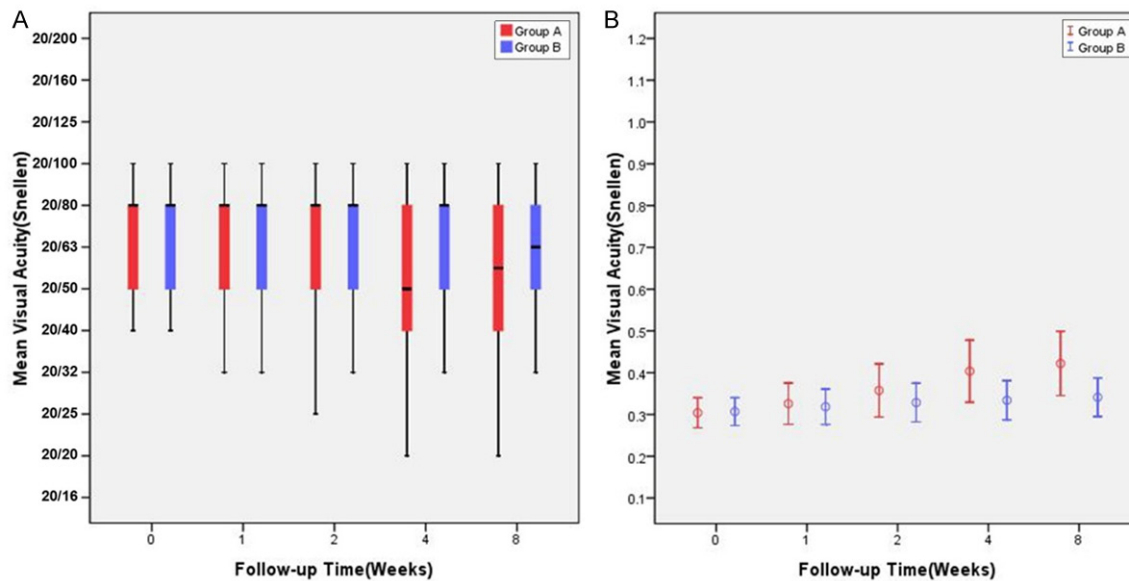 A
20/200
20/160
20/125
20/100
20/80
20/63
20/50
20/40
20/32
20/25
20/20
20/16
Mean Visual Acuity(Snellen)
Group A
Group B
0 1 2 4 8
Follow-up Time(Weeks)
B
1.2
1.1
1.0
0.9
0.8
0.7
0.6
0.5
0.4
0.3
0.2
0.1
Mean Visual Acuity(Snellen)
Group A
Group B
0 1 2 4 8
Follow-up Time(Weeks)